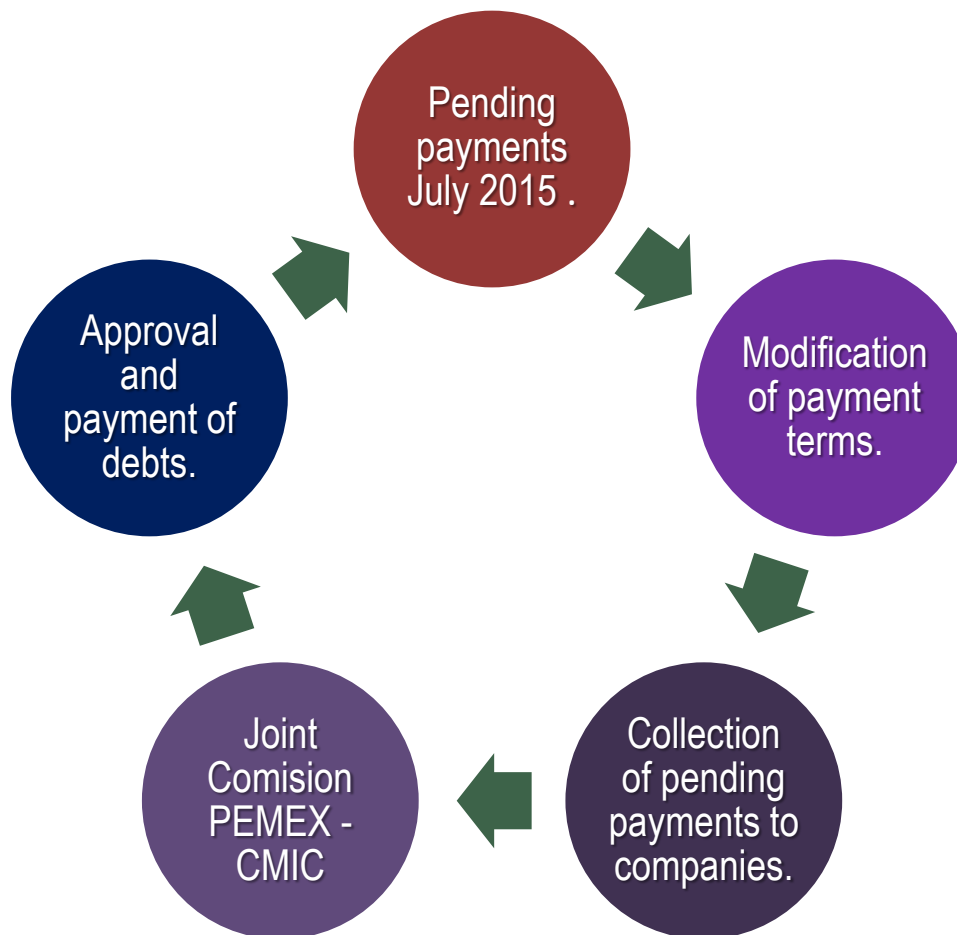 Pending
payments
July 2015 .
Modification
of payment
terms.
Collection
of pending
payments to
companies.
Joint
Comision
PEMEX -
CMIC
Approval
and
payment of
debts.